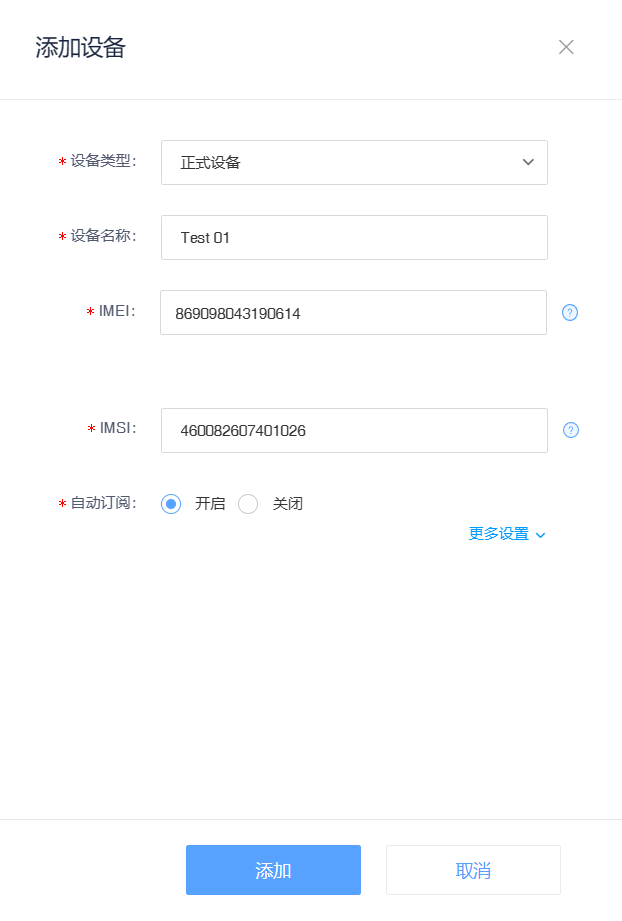 添加设备
* 设备类型： 正式设备
* 设备名称： Test 01
* IMEI： 869098043190614 ?
* IMSI： 460082607401026 ?
* 自动订阅： 开启 关闭
更多设置
添加 取消